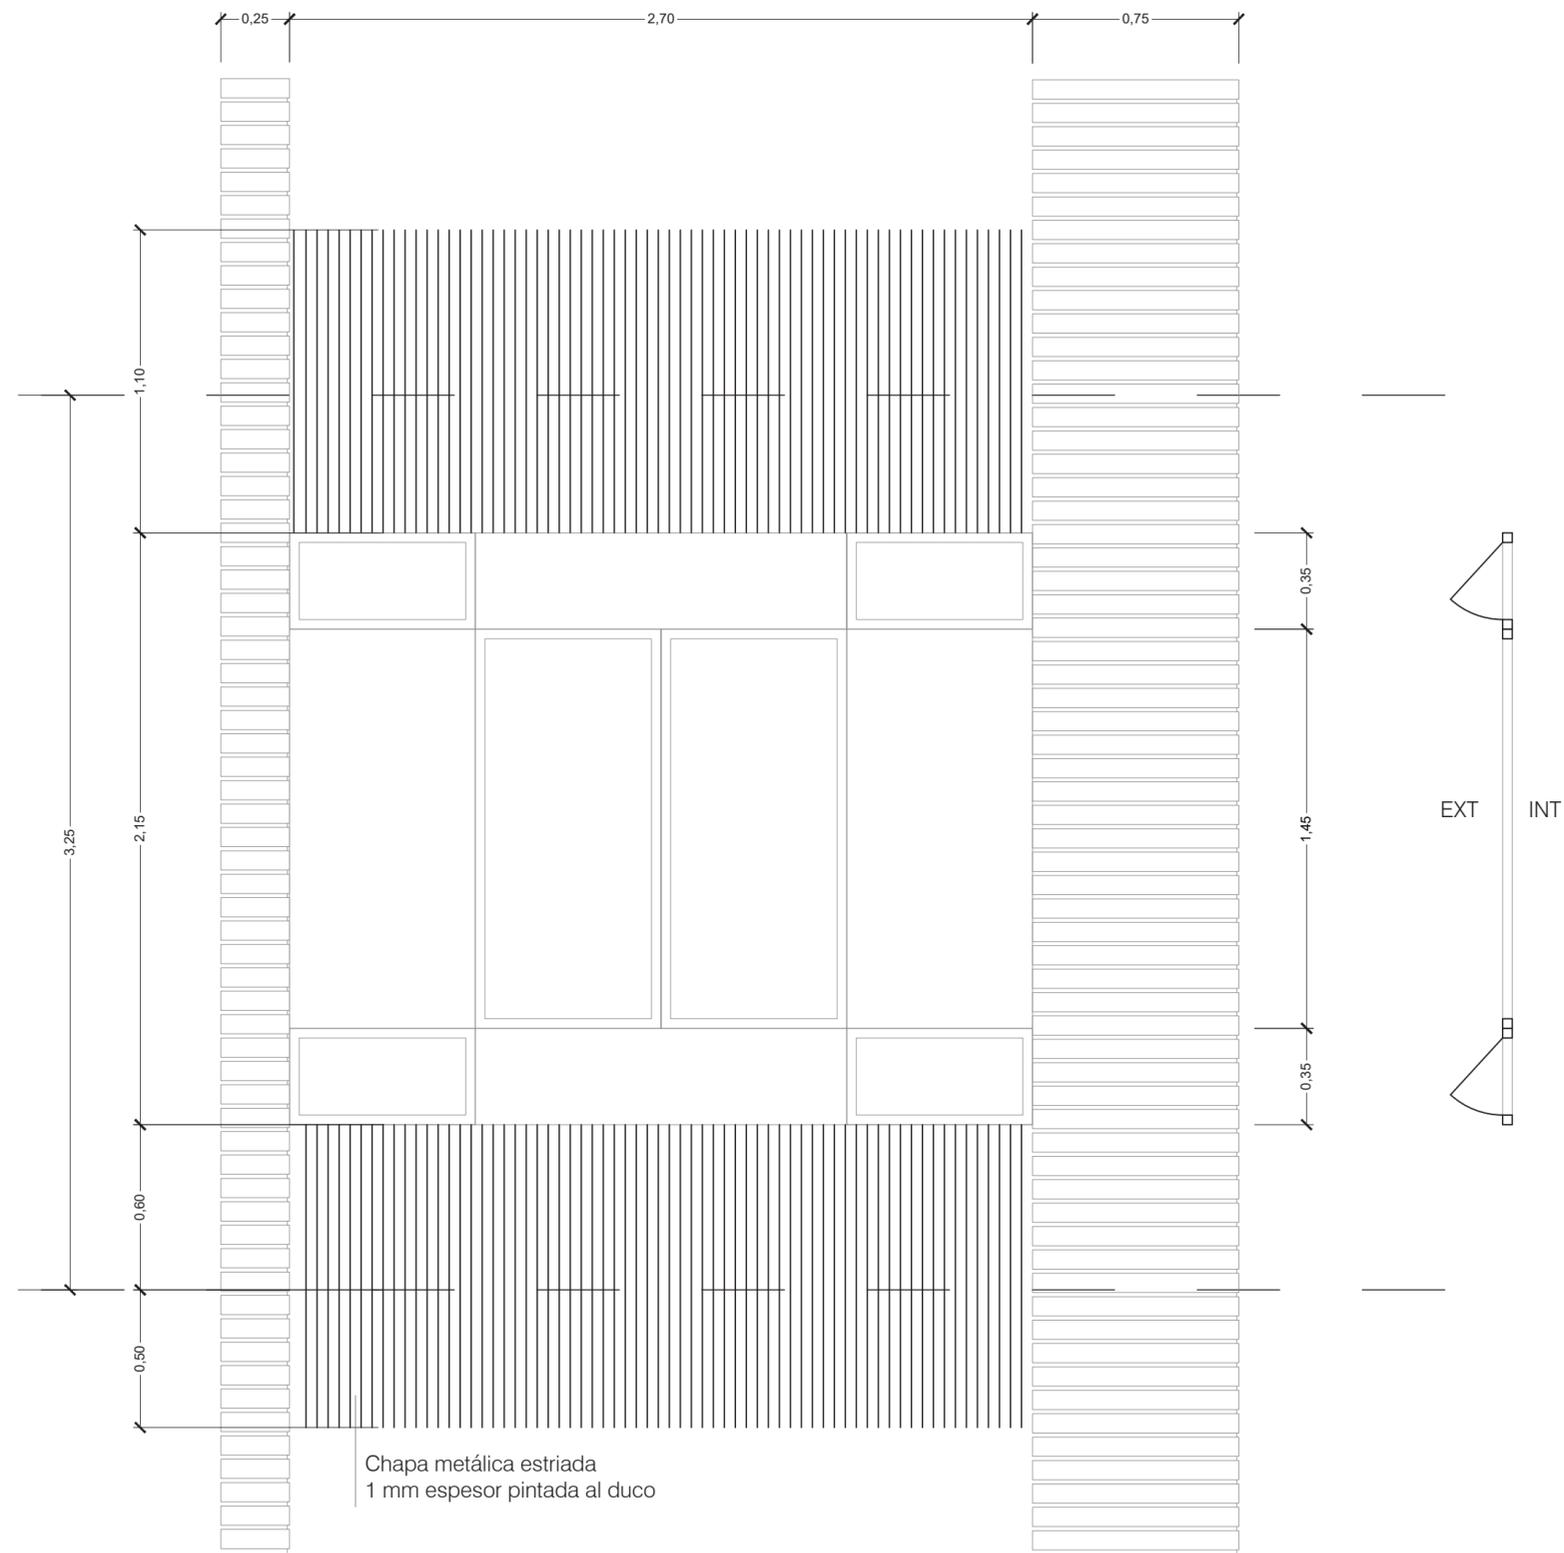 0,25
2,70
0,75
1,10
0,35
3,25
2,15
1,45
EXT
INT
0,35
0,60
0,50
Chapa metálica estriada
1 mm espesor pintada al duco